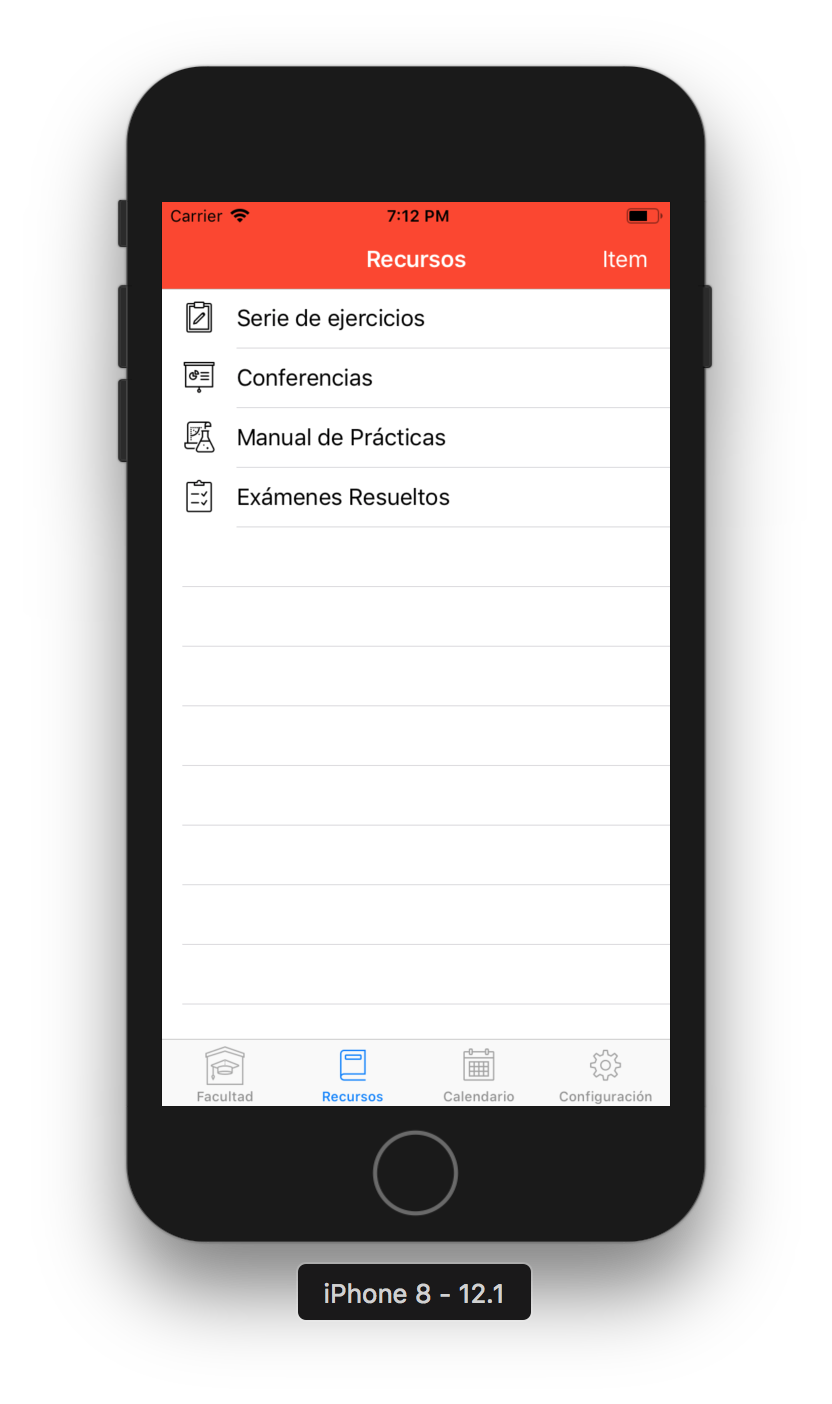 Carrier 7:12 PM
Recursos Item
Serie de ejercicios
Conferencias
Manual de Prácticas
Exámenes Resueltos
Facultad Recursos Calendario Configuración
iPhone 8 - 12.1